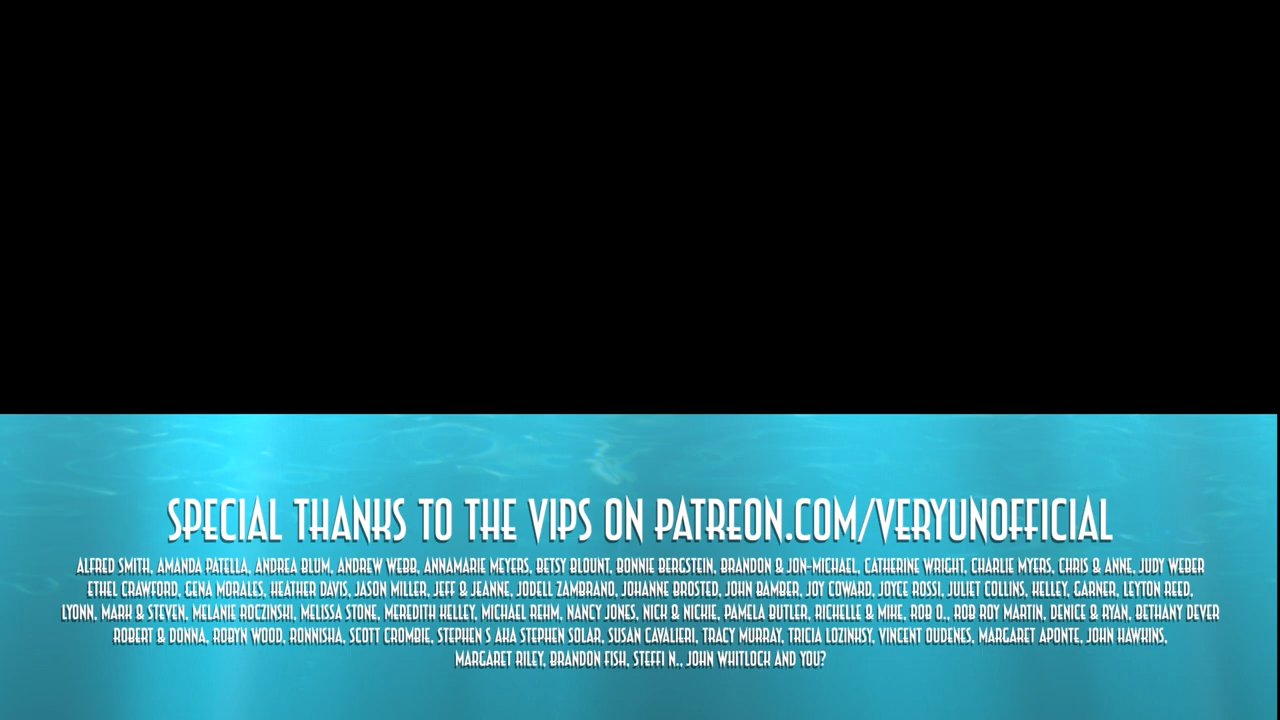 SPECIAL THANKS TO THE VIPS ON PATREON.COM/VERYUNOFFICIAL
ALFRED SMITH, AMANDA PATELLA, ANDREA BLUM, ANDREW WEBB, ANNAMARIE MEYERS, BETSY BLOUNT, BONNIE BERGSTEIN, BRANDON & JON-MICHAEL, CATHERINE WRIGHT, CHARLIE MYERS, CHRIS & ANNE, JUDY WEBER
ETHEL CRAWFORD, GENA MORALES, HEATHER DAVIS, JASON MILLER, JEFF & JEANNE, JODELL ZAMBRANO, JOHANNE BROSTED, JOHN BAMBER, JOY COWARD, JOYCE ROSSI, JULIET COLLINS, KELLEY, GARNER, LEYTON REED,
LYONN, MARK & STEVEN, MELANIE ROCZINSKI, MELISSA STONE, MEREDITH KELLEY, MICHAEL REHM, NANCY JONES, NICK & NICKIE, PAMELA BUTLER, RICHELLE & MIKE, ROB O., ROB ROY MARTIN, DENICE & RYAN, BETHANY DEVER
ROBERT & DONNA, ROBYN WOOD, RONNISHA, SCOTT CROMBIE, STEPHEN S AKA STEPHEN SOLAR, SUSAN CAVALIERI, TRACY MURRAY, TRICIA LOZINKSY, VINCENT OUDENES, MARGARET APONTE, JOHN HAWKINS,
MARGARET RILEY, BRANDON FISH, STEFFI N., JOHN WHITLOCK AND YOU?